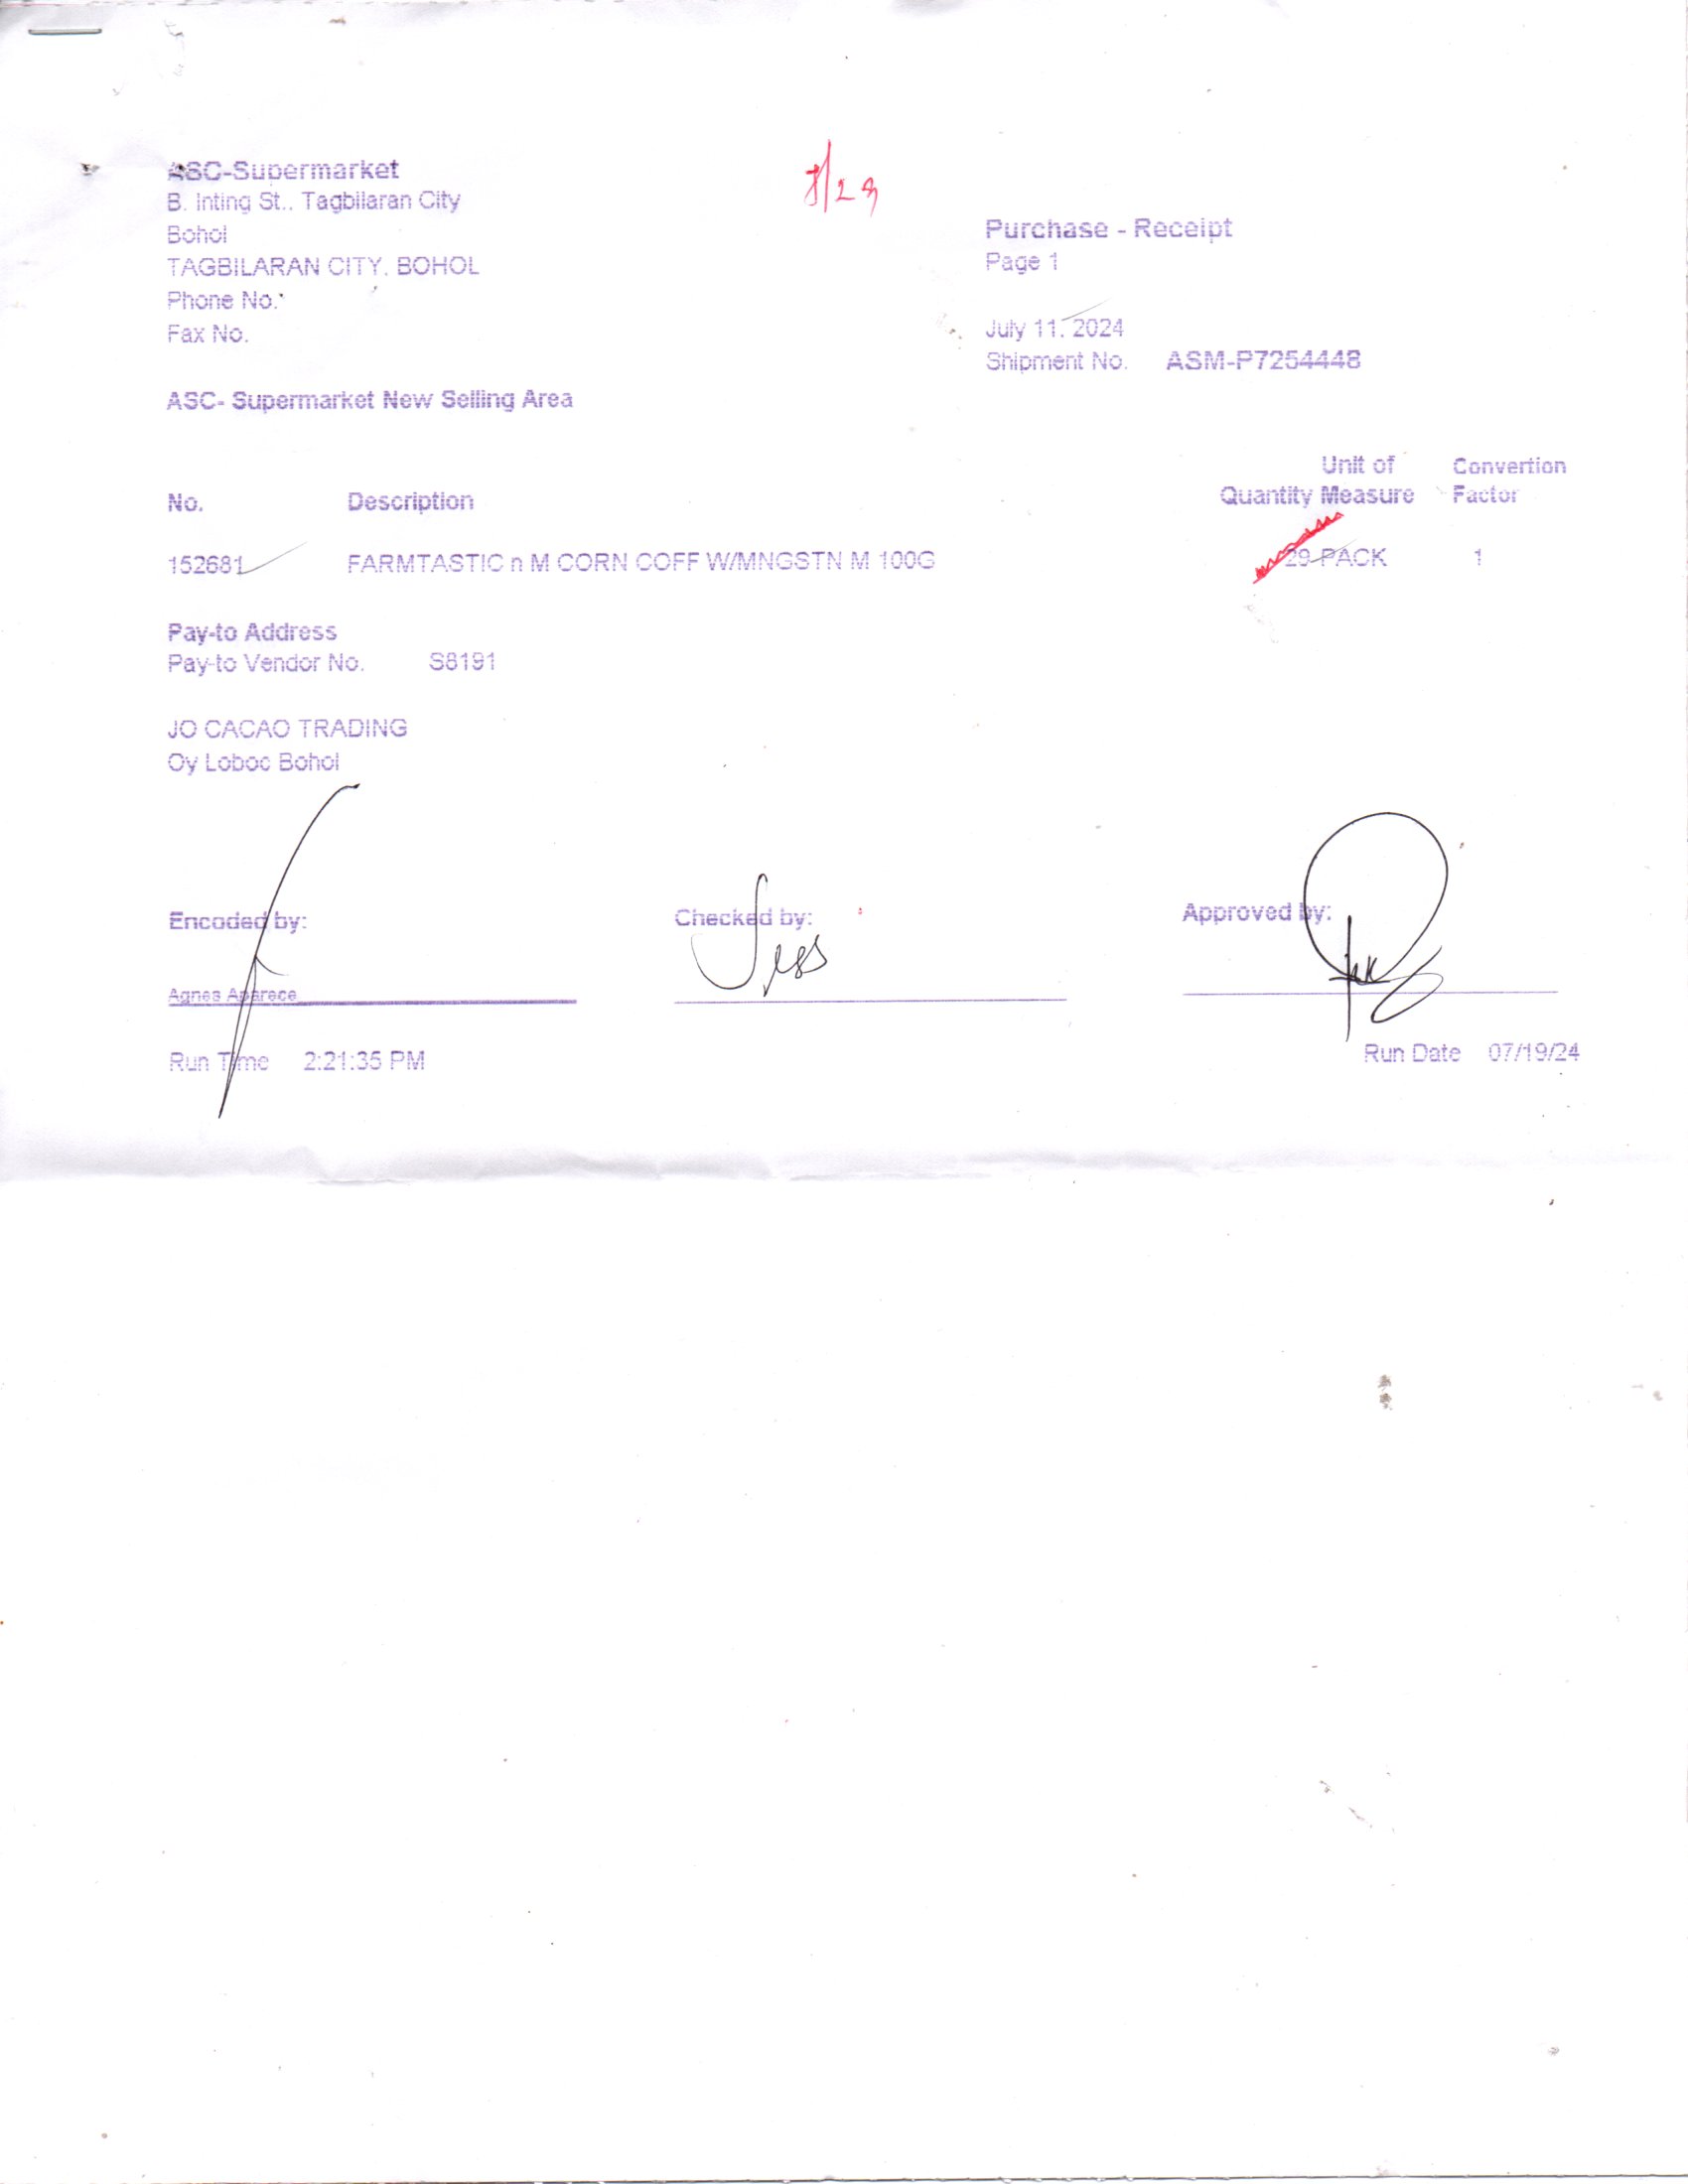 ASC-Supermarket
B. Inting St., Tagbilaran City
Bohol
TAGBILARAN CITY, BOHOL
Phone No.
Fax No.
7/23
Purchase - Receipt
Page 1
July 11, 2024
Shipment No. ASM-P7254448
ASC- Supermarket New Selling Area
No. Description Quantity Unit of Measure Convertion Factor
152681 FARMTASTIC n M CORN COFF W/MNGSTN M 100G 29 PACK 1
Pay-to Address
Pay-to Vendor No. S8191
JO CACAO TRADING
Oy Loboc Bohol
Encoded by: Checked by: Approved by:
Agnes Aparece
Run Time 2:21:35 PM Run Date 07/19/24